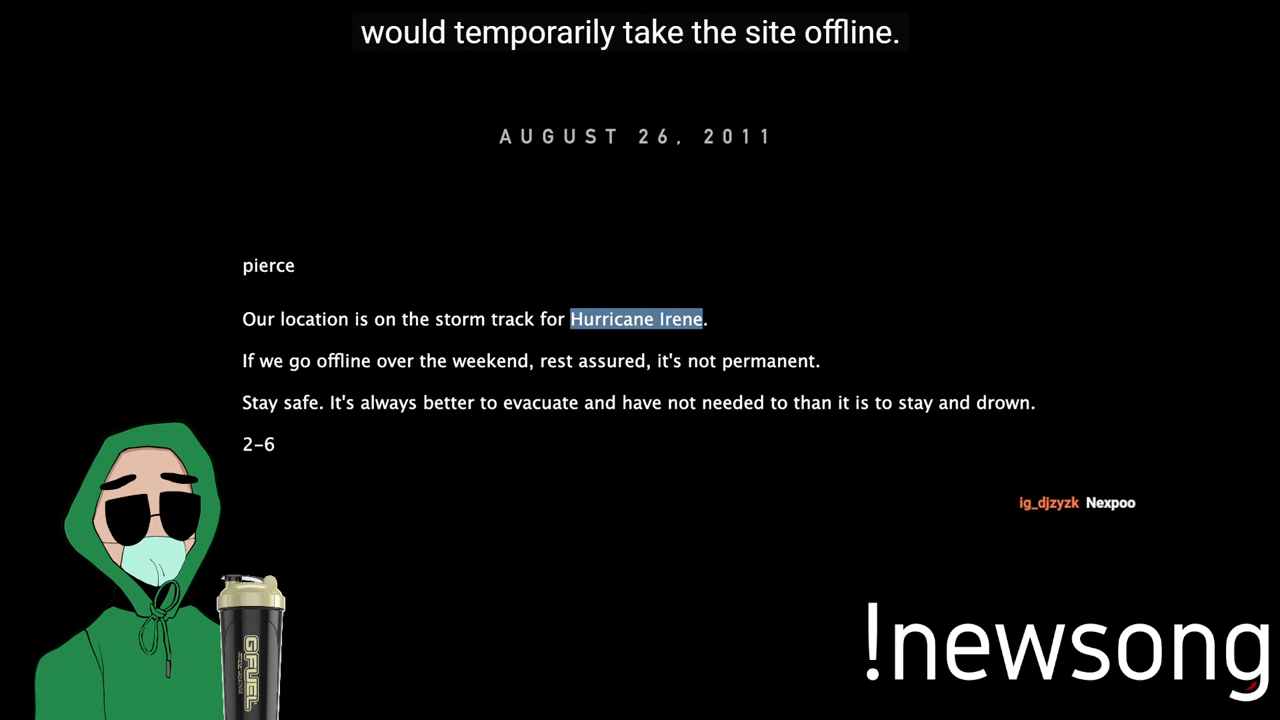 would temporarily take the site offline.
AUGUST 26, 2011
pierce
Our location is on the storm track for Hurricane Irene.
If we go offline over the weekend, rest assured, it's not permanent.
Stay safe. It's always better to evacuate and have not needed to than it is to stay and drown.
2-6
ig_djzyzk Nexpoo
GFUEL
!newsong